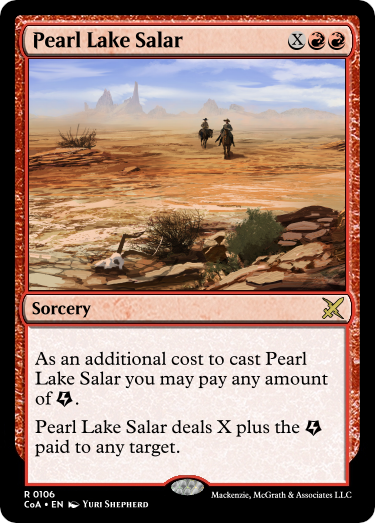 Pearl Lake Salar
X
Sorcery
As an additional cost to cast Pearl
Lake Salar you may pay any amount
of .
Pearl Lake Salar deals X plus the
paid to any target.
R 0106
CoA • EN Yuri Shepherd
Mackenzie, McGrath & Associates LLC